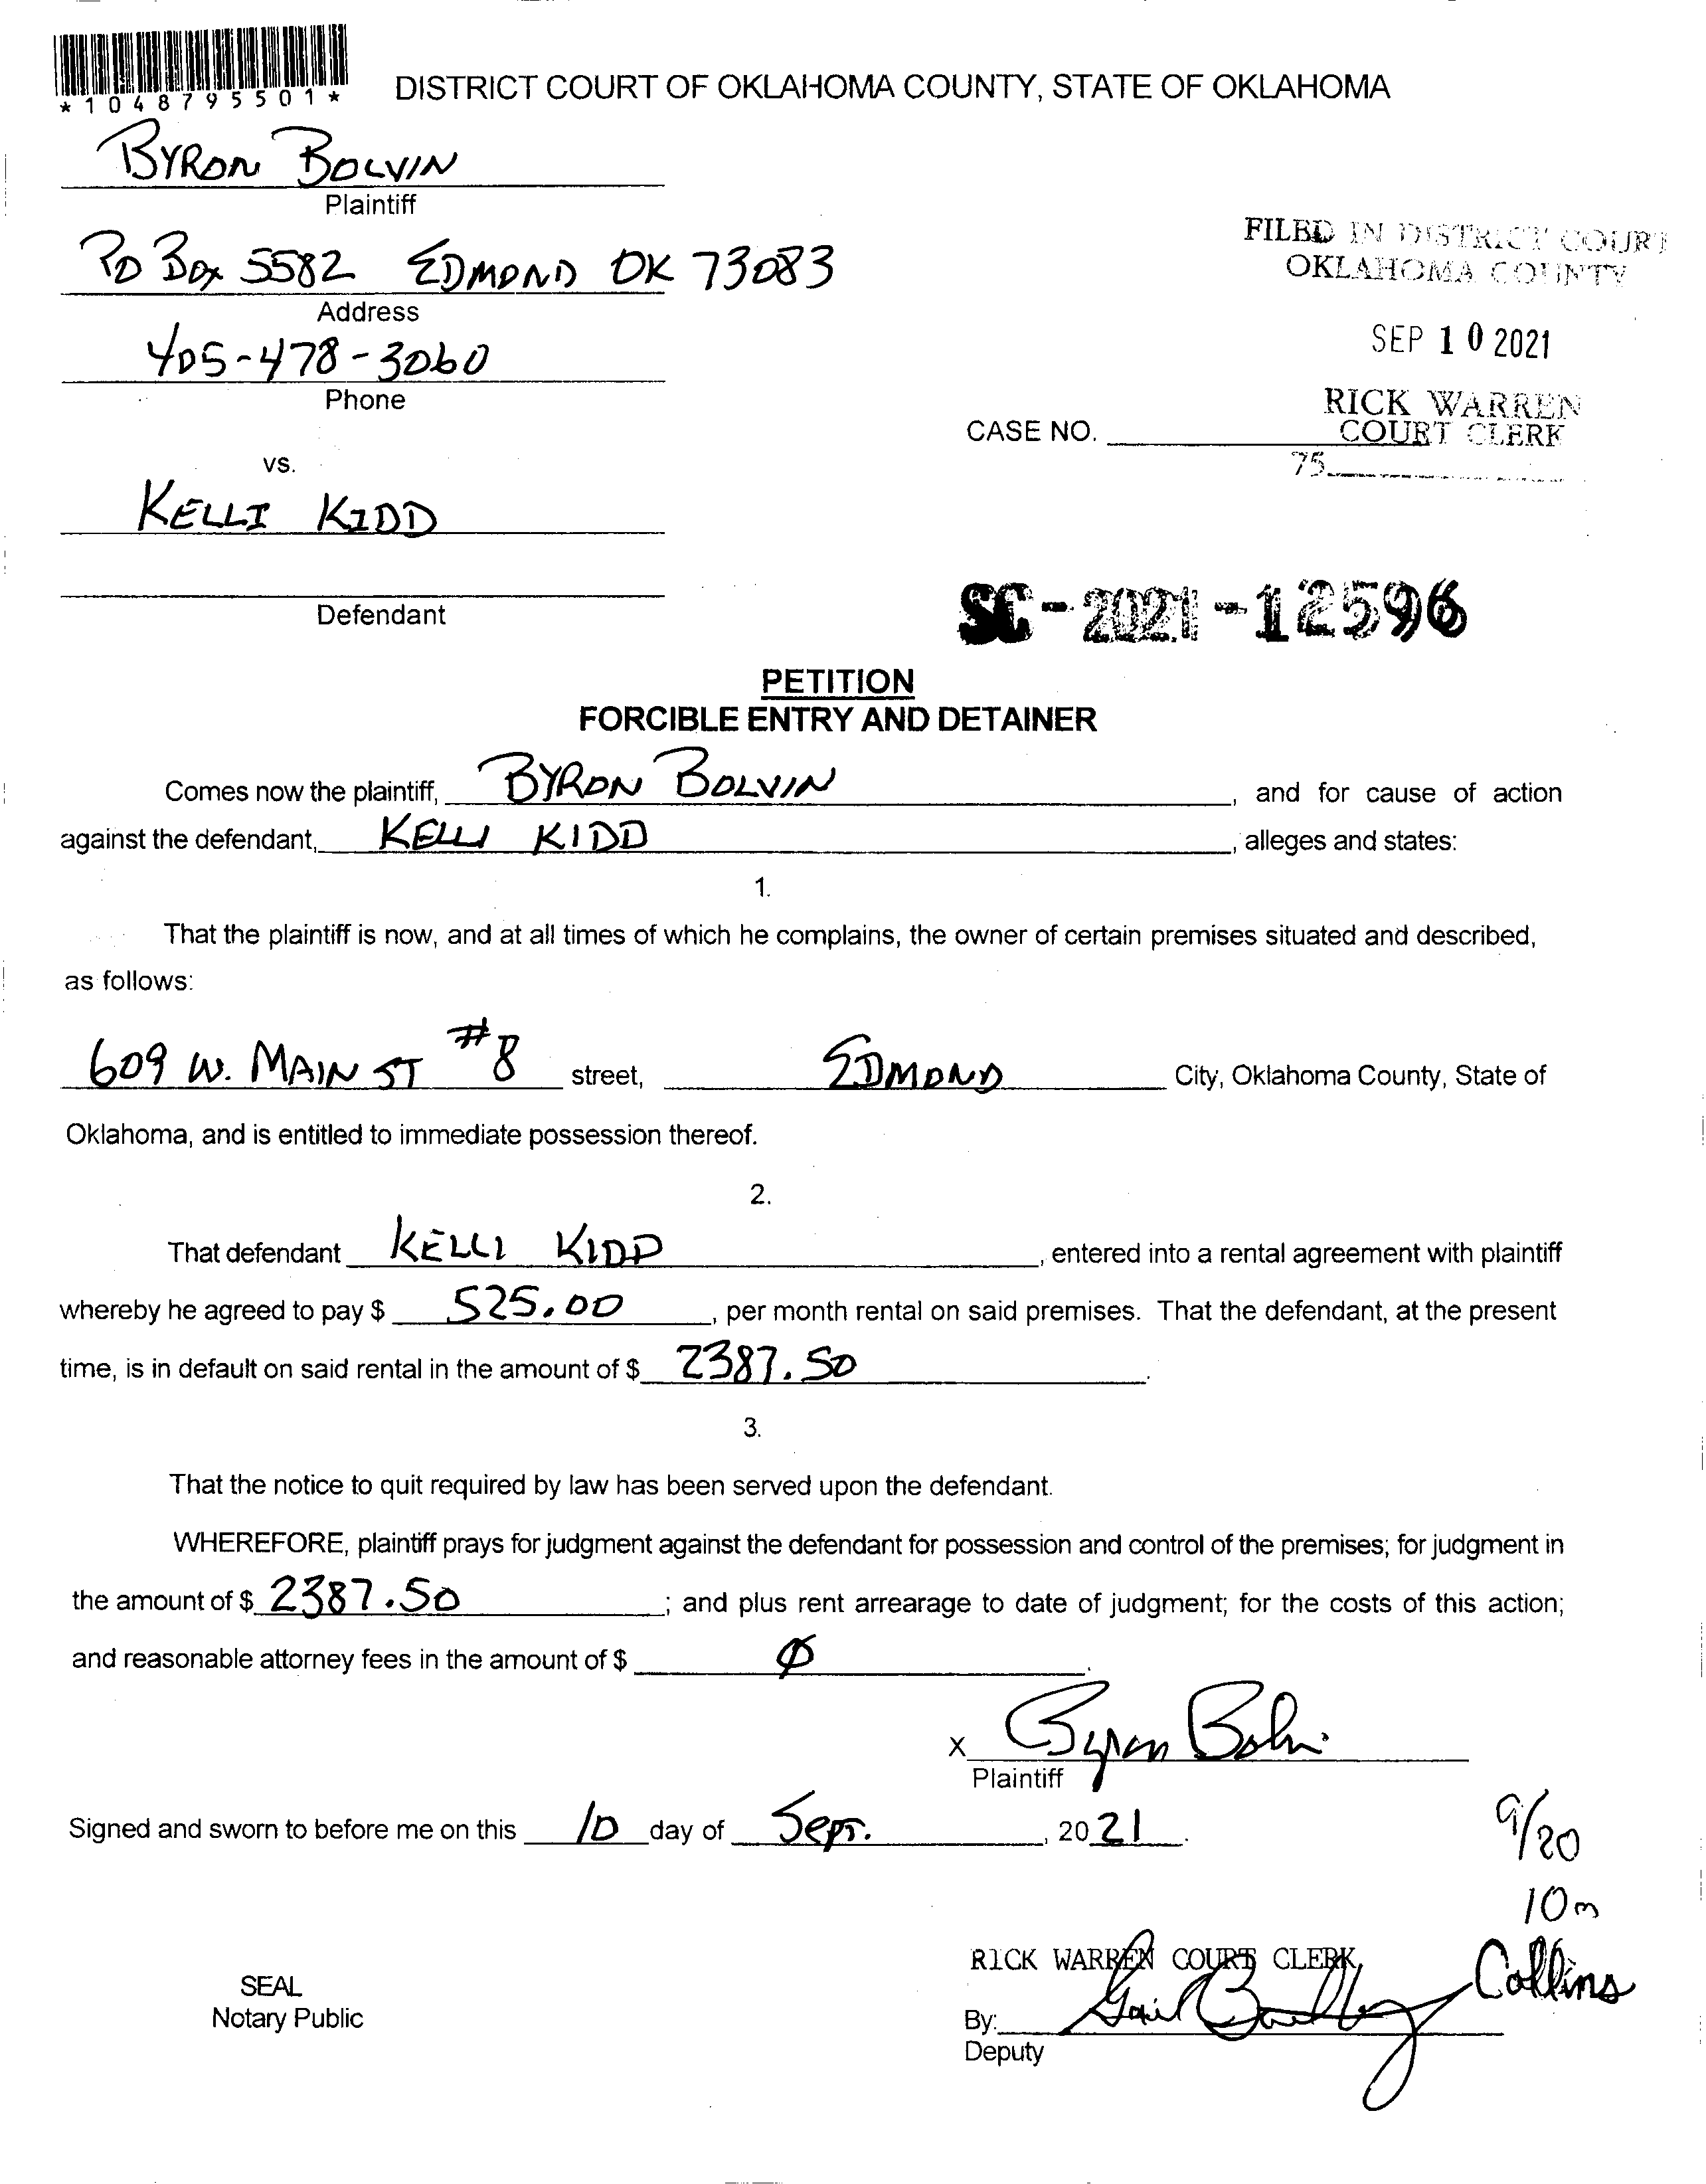 *1048795501*
DISTRICT COURT OF OKLAHOMA COUNTY, STATE OF OKLAHOMA
BYRON BOLVIN
Plaintiff
PO BOX 5582 EDMOND OK 73083
Address
405-478-3060
Phone
FILED IN DISTRICT COURT
OKLAHOMA COUNTY
SEP 10 2021
RICK WARREN
COURT CLERK
CASE NO.
75
vs.
KELLI KIDD
Defendant
SC-2021-12596
PETITION
FORCIBLE ENTRY AND DETAINER
Comes now the plaintiff, BYRON BOLVIN, and for cause of action
against the defendant, KELLI KIDD, alleges and states:
1.
That the plaintiff is now, and at all times of which he complains, the owner of certain premises situated and described,
as follows:
609 W. MAIN ST #8 street, EDMOND City, Oklahoma County, State of
Oklahoma, and is entitled to immediate possession thereof.
2.
That defendant KELLI KIDD, entered into a rental agreement with plaintiff
whereby he agreed to pay $ 525.00, per month rental on said premises. That the defendant, at the present
time, is in default on said rental in the amount of $ 2387.50.
3.
That the notice to quit required by law has been served upon the defendant.
WHEREFORE, plaintiff prays for judgment against the defendant for possession and control of the premises; for judgment in
the amount of $ 2387.50; and plus rent arrearage to date of judgment; for the costs of this action;
and reasonable attorney fees in the amount of $ Ø.
x Byron Bolvin
Plaintiff
Signed and sworn to before me on this 10 day of Sept., 2021.
9/20
10m
Collins
RICK WARREN COURT CLERK
SEAL
Notary Public
By: Gail
Deputy